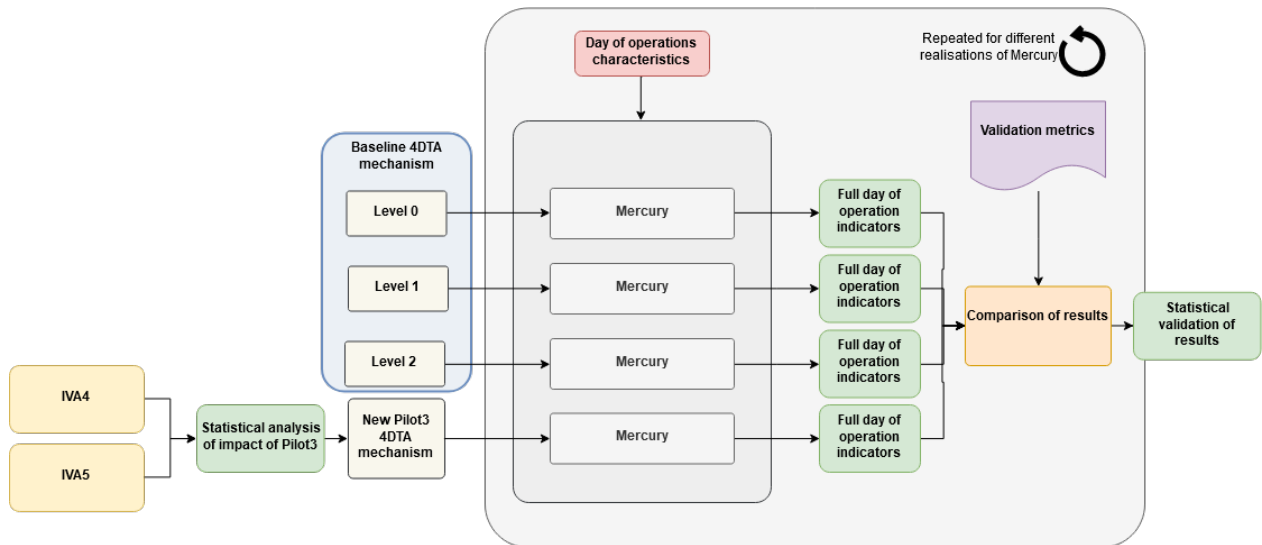 Day of operations
characteristics
Repeated for different
realisations of Mercury
Validation metrics
Baseline 4DTA
mechanism
Level 0
Mercury
Full day of
operation
indicators
Level 1
Mercury
Full day of
operation
indicators
Comparison of results
Statistical
validation of
results
Level 2
Mercury
Full day of
operation
indicators
IVA4
Statistical analysis
of impact of Pilot3
New Pilot3
4DTA
mechanism
Mercury
Full day of
operation
indicators
IVA5